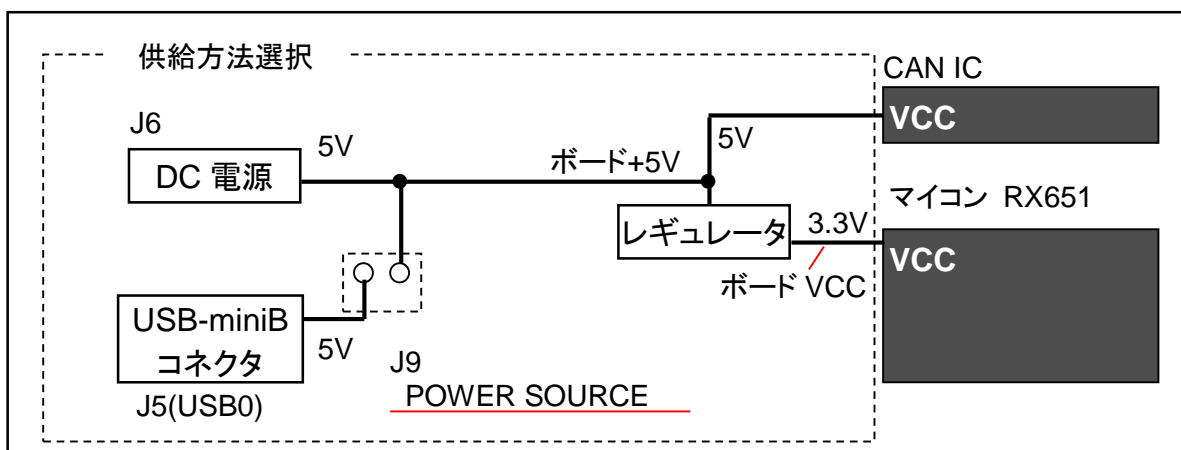 供給方法選択
CAN IC
VCC
J6
5V
5V
DC 電源
ボード+5V
マイコン RX651
レギュレータ
3.3V
VCC
ボード VCC
USB-miniB
コネクタ
5V
J9
POWER SOURCE
J5(USB0)